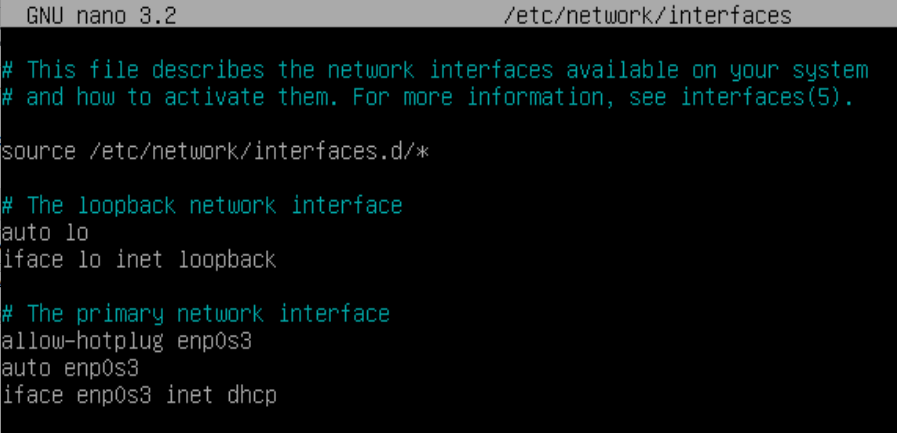 GNU nano 3.2 /etc/network/interfaces
# This file describes the network interfaces available on your system
# and how to activate them. For more information, see interfaces(5).
source /etc/network/interfaces.d/*
# The loopback network interface
auto lo
iface lo inet loopback
# The primary network interface
allow-hotplug enp0s3
auto enp0s3
iface enp0s3 inet dhcp